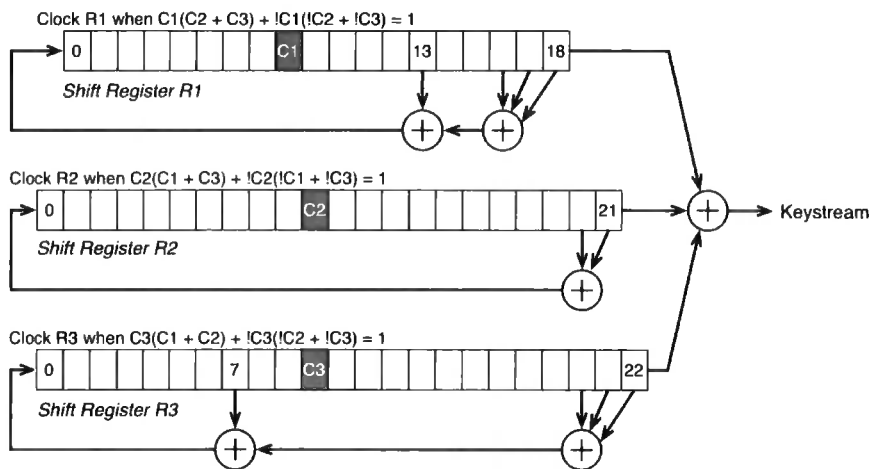 Clock R1 when C1(C2 + C3) + !C1(!C2 + !C3) = 1
0 C1 13 18
Shift Register R1
+ +
Clock R2 when C2(C1 + C3) + !C2(!C1 + !C3) = 1
0 C2 21
+ Keystream
Shift Register R2
+
Clock R3 when C3(C1 + C2) + !C3(!C2 + !C3) = 1
0 7 C3 22
Shift Register R3
+ +